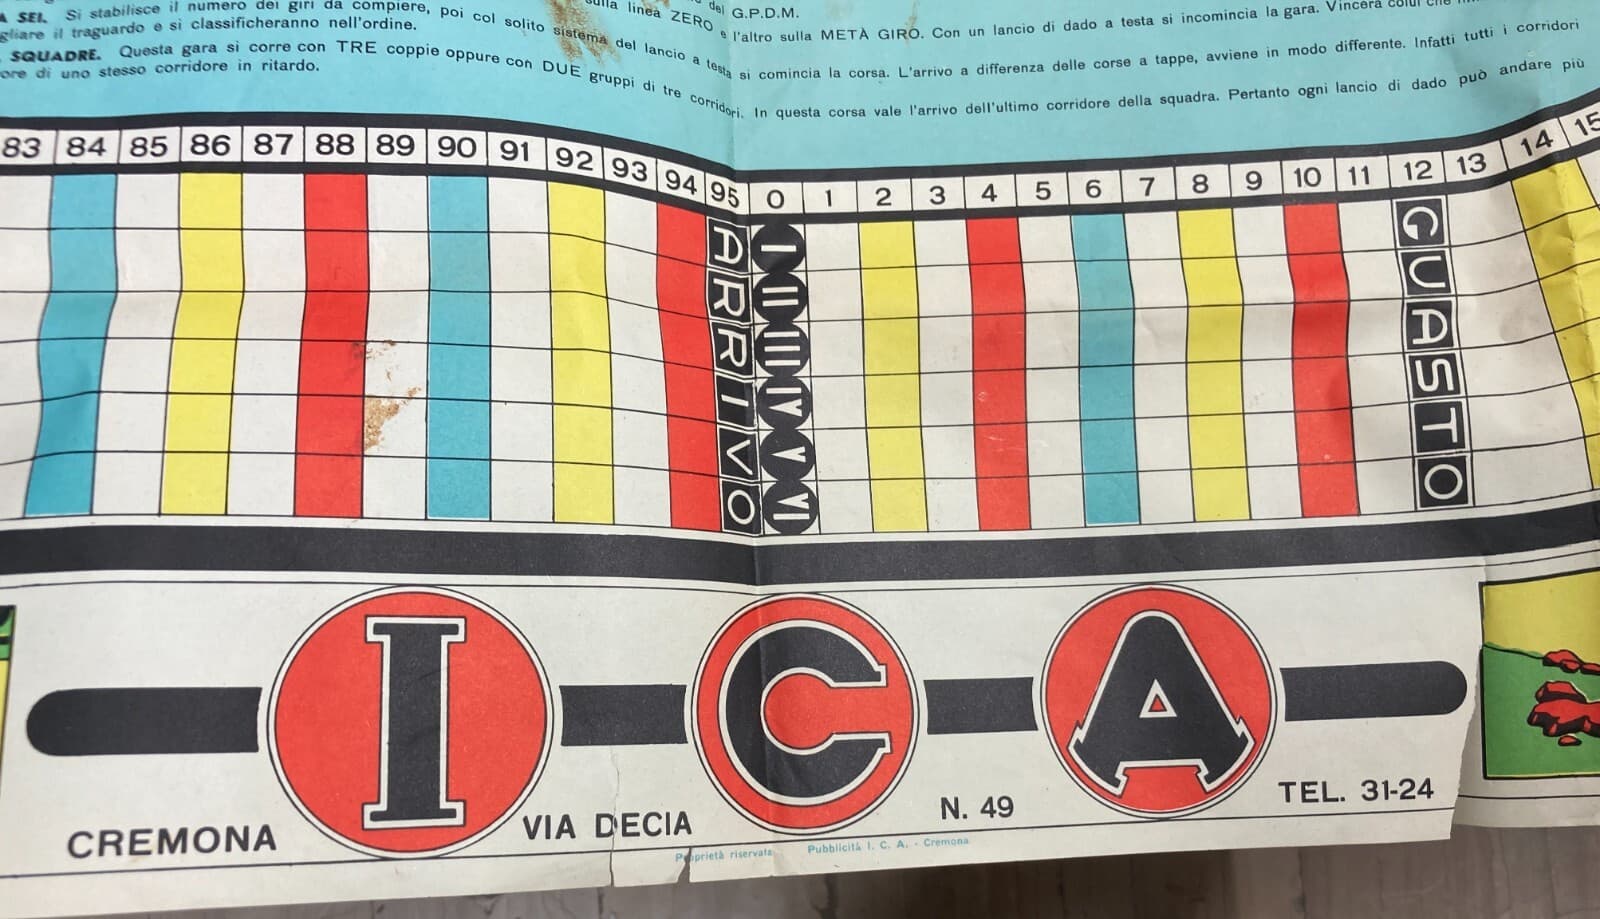 del G.P.D.M.
A SEI. Si stabilisce il numero dei giri da compiere, poi col solito sistema del lancio a testa si comincia la corsa. L'arrivo a differenza delle corse a tappe, avviene in modo differente. Infatti tutti i corridori
sulla linea ZERO e l'altro sulla METÀ GIRO. Con un lancio di dado a testa si incomincia la gara. Vincerà colui che
gliare il traguardo e si classificheranno nell'ordine.
SQUADRE. Questa gara si corre con TRE coppie oppure con DUE gruppi di tre corridori. In questa corsa vale l'arrivo dell'ultimo corridore della squadra. Pertanto ogni lancio di dado può andare più
ore di uno stesso corridore in ritardo.
83 84 85 86 87 88 89 90 91 92 93 94 95 0 1 2 3 4 5 6 7 8 9 10 11 12 13 14 15
ARRIVO
I II III IV V VI
GUASTO
I C A
CREMONA VIA DECIA N. 49 TEL. 31-24
Proprietà riservata Pubblicità I. C. A. - Cremona